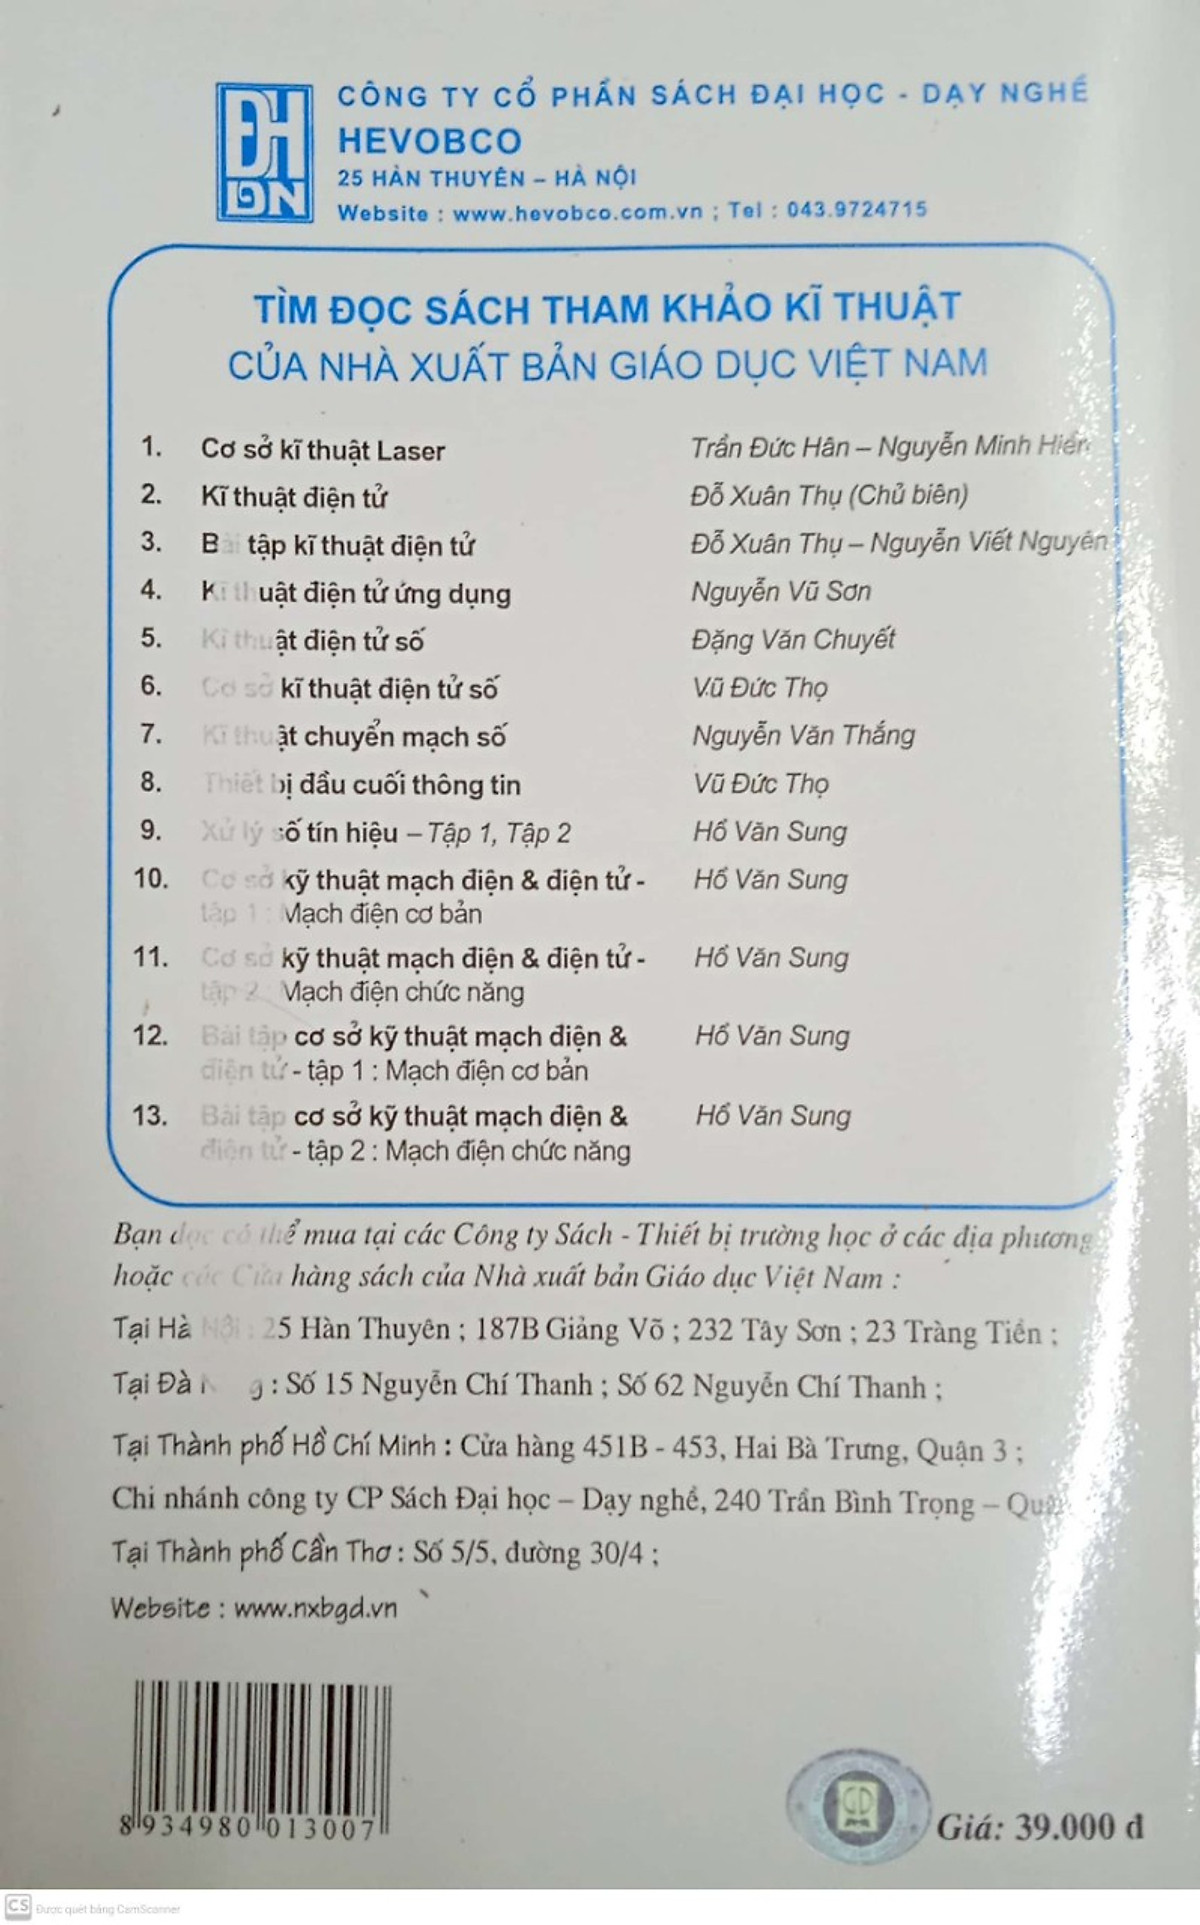 ĐH
DN
CÔNG TY CỔ PHẦN SÁCH ĐẠI HỌC - DẠY NGHỀ
HEVOBCO
25 HÀN THUYÊN – HÀ NỘI
Website : www.hevobco.com.vn ; Tel : 043.9724715
TÌM ĐỌC SÁCH THAM KHẢO KĨ THUẬT
CỦA NHÀ XUẤT BẢN GIÁO DỤC VIỆT NAM
1. Cơ sở kĩ thuật Laser Trần Đức Hân – Nguyễn Minh Hiển
2. Kĩ thuật điện tử Đỗ Xuân Thụ (Chủ biên)
3. Bài tập kĩ thuật điện tử Đỗ Xuân Thụ – Nguyễn Viết Nguyên
4. Kĩ thuật điện tử ứng dụng Nguyễn Vũ Sơn
5. Kĩ thuật điện tử số Đặng Văn Chuyết
6. Cơ sở kĩ thuật điện tử số Vũ Đức Thọ
7. Kĩ thuật chuyển mạch số Nguyễn Văn Thắng
8. Thiết bị đầu cuối thông tin Vũ Đức Thọ
9. Xử lý số tín hiệu – Tập 1, Tập 2 Hồ Văn Sung
10. Cơ sở kỹ thuật mạch điện & điện tử - Hồ Văn Sung
tập 1 : Mạch điện cơ bản
11. Cơ sở kỹ thuật mạch điện & điện tử - Hồ Văn Sung
tập 2 : Mạch điện chức năng
12. Bài tập cơ sở kỹ thuật mạch điện & Hồ Văn Sung
điện tử - tập 1 : Mạch điện cơ bản
13. Bài tập cơ sở kỹ thuật mạch điện & Hồ Văn Sung
điện tử - tập 2 : Mạch điện chức năng
Bạn đọc có thể mua tại các Công ty Sách - Thiết bị trường học ở các địa phương
hoặc các Cửa hàng sách của Nhà xuất bản Giáo dục Việt Nam :
Tại Hà Nội : 25 Hàn Thuyên ; 187B Giảng Võ ; 232 Tây Sơn ; 23 Tràng Tiền ;
Tại Đà : Số 15 Nguyễn Chí Thanh ; Số 62 Nguyễn Chí Thanh ;
Tại Thành phố Hồ Chí Minh : Cửa hàng 451B - 453, Hai Bà Trưng, Quận 3 ;
Chi nhánh công ty CP Sách Đại học – Dạy nghề, 240 Trần Bình Trọng – Quận
Tại Thành phố Cần Thơ : Số 5/5, đường 30/4 ;
Website : www.nxbgd.vn
8 934980 013007
GD
Giá: 39.000 đ
CS Được quét bằng CamScanner